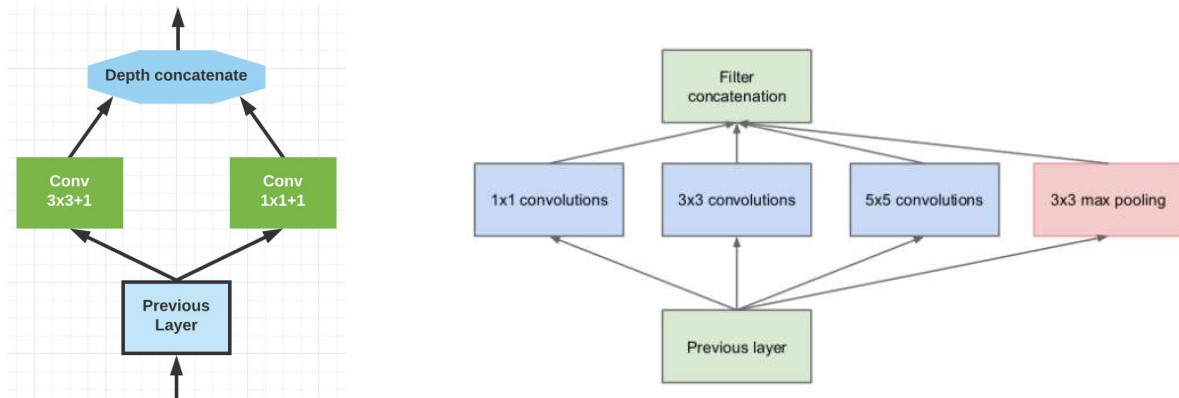 Depth concatenate
Conv
3x3+1
Conv
1x1+1
Previous
Layer
Filter
concatenation
1x1 convolutions
3x3 convolutions
5x5 convolutions
3x3 max pooling
Previous layer